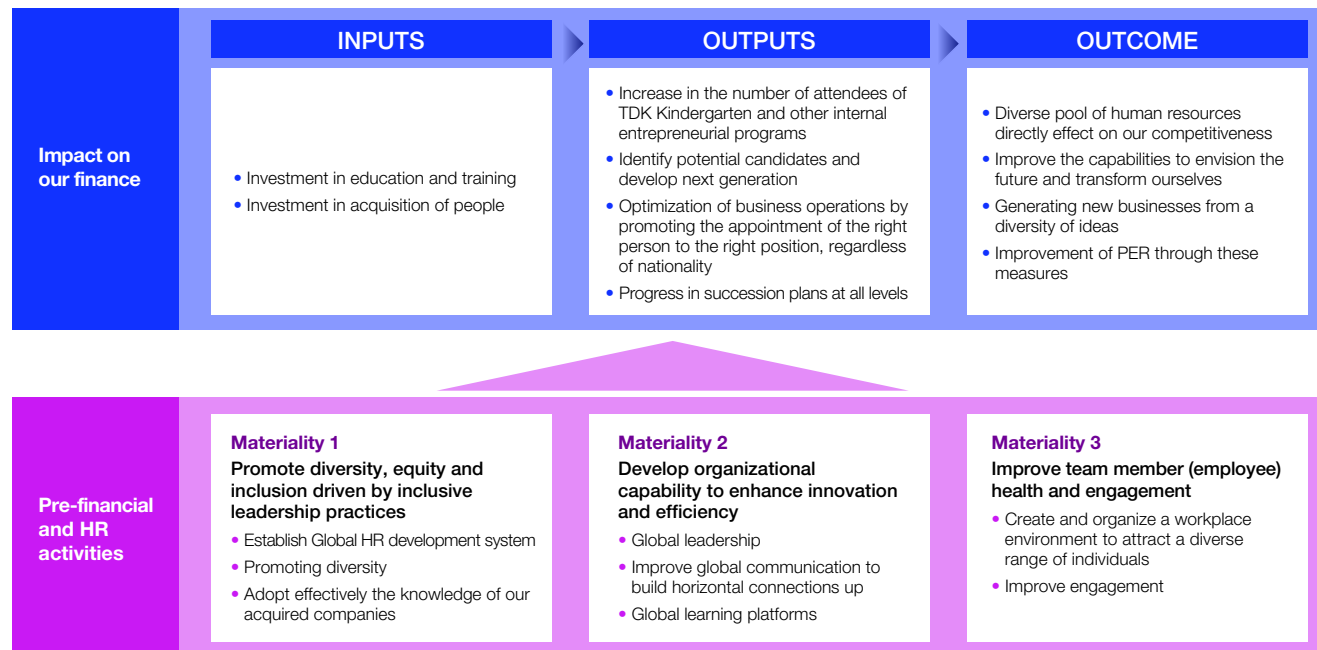 Impact on
our finance
INPUTS
• Investment in education and training
• Investment in acquisition of people
OUTPUTS
• Increase in the number of attendees of
TDK Kindergarten and other internal
entrepreneurial programs
• Identify potential candidates and
develop next generation
• Optimization of business operations by
promoting the appointment of the right
person to the right position, regardless
of nationality
• Progress in succession plans at all levels
OUTCOME
• Diverse pool of human resources
directly effect on our competitiveness
• Improve the capabilities to envision the
future and transform ourselves
• Generating new businesses from a
diversity of ideas
• Improvement of PER through these
measures
Pre-financial
and HR
activities
Materiality 1
Promote diversity, equity and
inclusion driven by inclusive
leadership practices
• Establish Global HR development system
• Promoting diversity
• Adopt effectively the knowledge of our
acquired companies
Materiality 2
Develop organizational
capability to enhance innovation
and efficiency
• Global leadership
• Improve global communication to
build horizontal connections up
• Global learning platforms
Materiality 3
Improve team member (employee)
health and engagement
• Create and organize a workplace
environment to attract a diverse
range of individuals
• Improve engagement